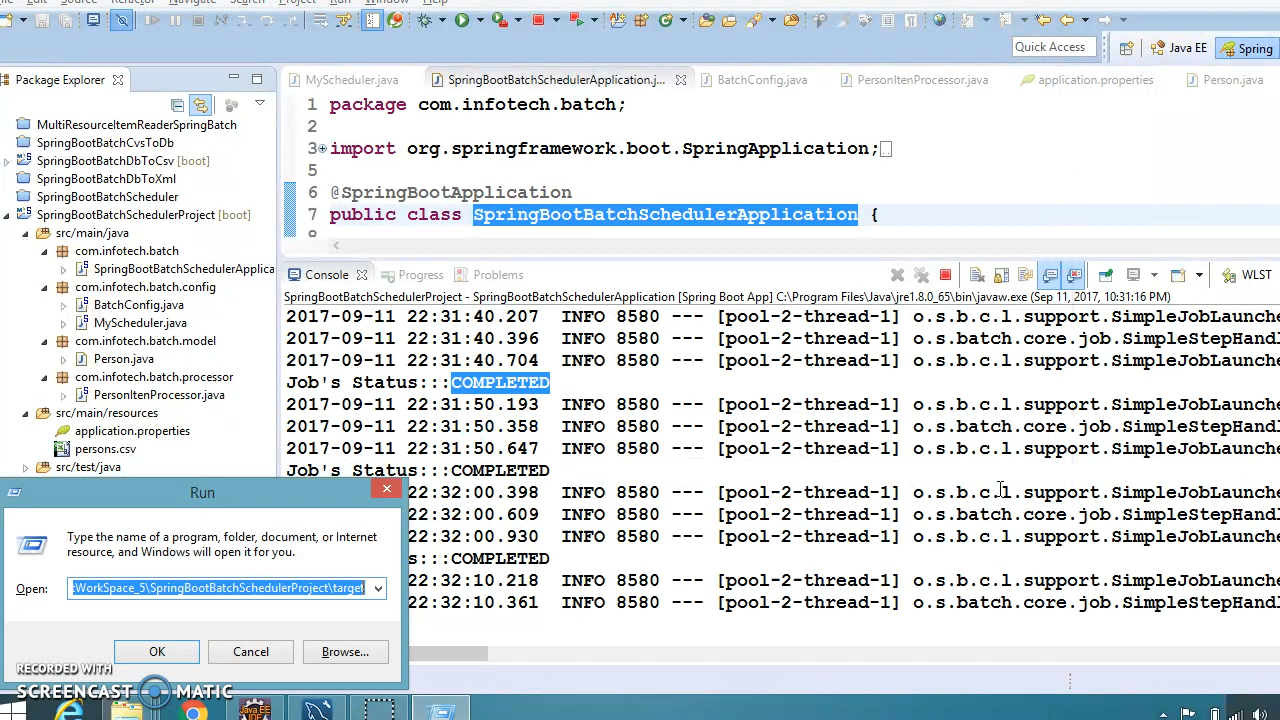 Refactor Navigate Search Project Run Window Help
Quick Access
Java EE
Spring
Package Explorer
MyScheduler.java
SpringBootBatchSchedulerApplication.j...
BatchConfig.java
PersonItenProcessor.java
application.properties
Person.java
MultiResourceItemReaderSpringBatch
SpringBootBatchCvsToDb
SpringBootBatchDbToCsv [boot]
SpringBootBatchDbToXml
SpringBootBatchScheduler
SpringBootBatchSchedulerProject [boot]
src/main/java
com.infotech.batch
SpringBootBatchSchedulerApplica
com.infotech.batch.config
BatchConfig.java
MyScheduler.java
com.infotech.batch.model
Person.java
com.infotech.batch.processor
PersonItenProcessor.java
src/main/resources
application.properties
persons.csv
src/test/java
1 package com.infotech.batch;
2
3 import org.springframework.boot.SpringApplication;
5
6 @SpringBootApplication
7 public class SpringBootBatchSchedulerApplication {
8
Console
Progress
Problems
WLST
SpringBootBatchSchedulerProject - SpringBootBatchSchedulerApplication [Spring Boot App] C:\Program Files\Java\jre1.8.0_65\bin\javaw.exe (Sep 11, 2017, 10:31:16 PM)
2017-09-11 22:31:40.207 INFO 8580 --- [pool-2-thread-1] o.s.b.c.l.support.SimpleJobLaunche
2017-09-11 22:31:40.396 INFO 8580 --- [pool-2-thread-1] o.s.batch.core.job.SimpleStepHandl
2017-09-11 22:31:40.704 INFO 8580 --- [pool-2-thread-1] o.s.b.c.l.support.SimpleJobLaunche
Job's Status:::COMPLETED
2017-09-11 22:31:50.193 INFO 8580 --- [pool-2-thread-1] o.s.b.c.l.support.SimpleJobLaunche
2017-09-11 22:31:50.358 INFO 8580 --- [pool-2-thread-1] o.s.batch.core.job.SimpleStepHandl
2017-09-11 22:31:50.647 INFO 8580 --- [pool-2-thread-1] o.s.b.c.l.support.SimpleJobLaunche
Job's Status:::COMPLETED
22:32:00.398 INFO 8580 --- [pool-2-thread-1] o.s.b.c.l.support.SimpleJobLaunche
22:32:00.609 INFO 8580 --- [pool-2-thread-1] o.s.batch.core.job.SimpleStepHandl
22:32:00.930 INFO 8580 --- [pool-2-thread-1] o.s.b.c.l.support.SimpleJobLaunche
s:::COMPLETED
22:32:10.218 INFO 8580 --- [pool-2-thread-1] o.s.b.c.l.support.SimpleJobLaunche
22:32:10.361 INFO 8580 --- [pool-2-thread-1] o.s.batch.core.job.SimpleStepHandl
Run
Type the name of a program, folder, document, or Internet
resource, and Windows will open it for you.
Open: :WorkSpace_5\SpringBootBatchSchedulerProject\target
OK
Cancel
Browse...
RECORDED WITH
SCREENCAST MATIC